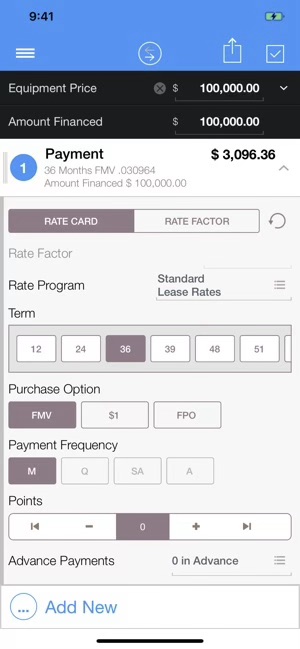 9:41
Equipment Price $ 100,000.00
Amount Financed $ 100,000.00
1 Payment $ 3,096.36
36 Months FMV .030964
Amount Financed $ 100,000.00
RATE CARD RATE FACTOR
Rate Factor
Rate Program Standard
Lease Rates
Term
12 24 36 39 48 51
Purchase Option
FMV $1 FPO
Payment Frequency
M Q SA A
Points
0
Advance Payments 0 in Advance
... Add New